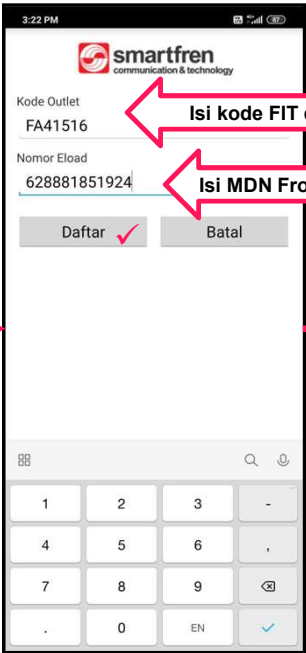 3:22 PM
87
smartfren
communication & technology
Kode Outlet
FA41516
Isi kode FIT
Nomor Eload
628881851924
Isi MDN Fro
Daftar
Batal
1 2 3 -
4 5 6 ,
7 8 9
. 0 EN